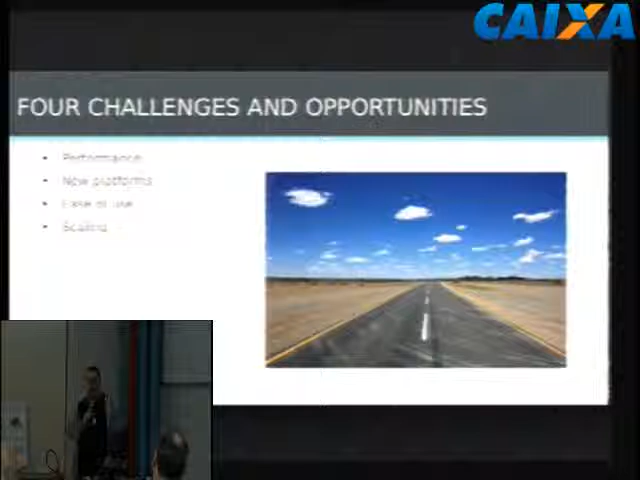 CAIXA
FOUR CHALLENGES AND OPPORTUNITIES
• Performance
• New platforms
• Ease of use
• Scaling